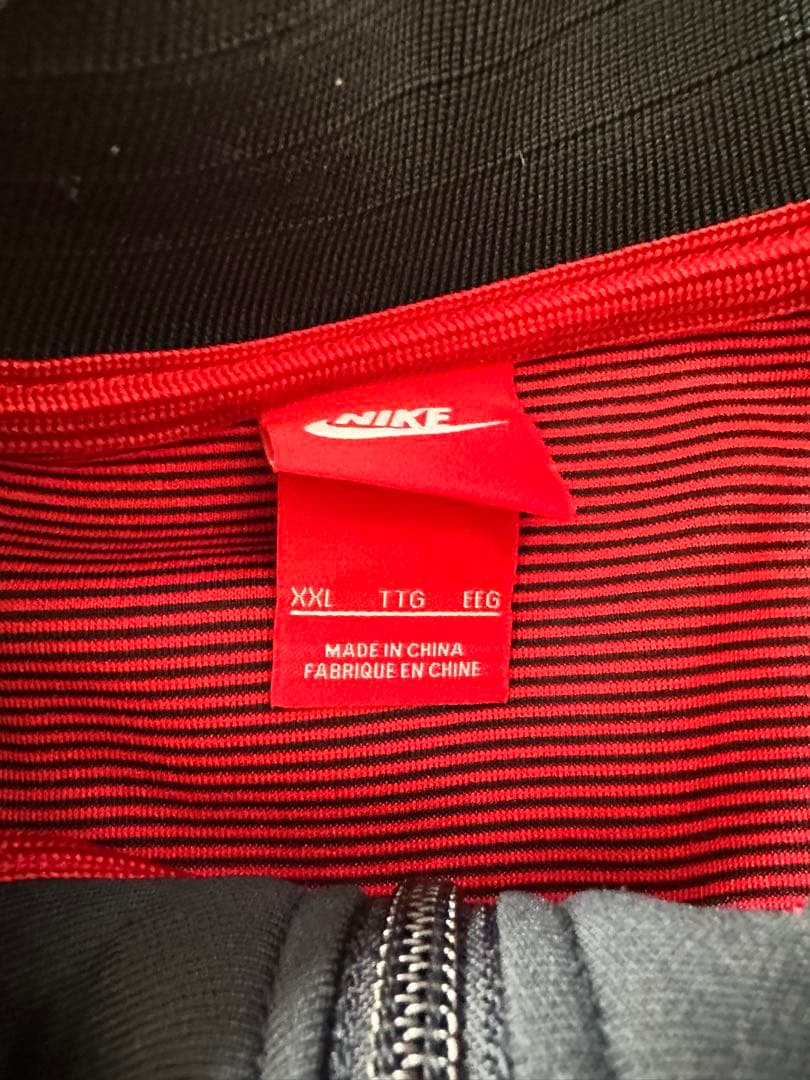 NIKE
XXL TTG EEG
MADE IN CHINA
FABRIQUE EN CHINE